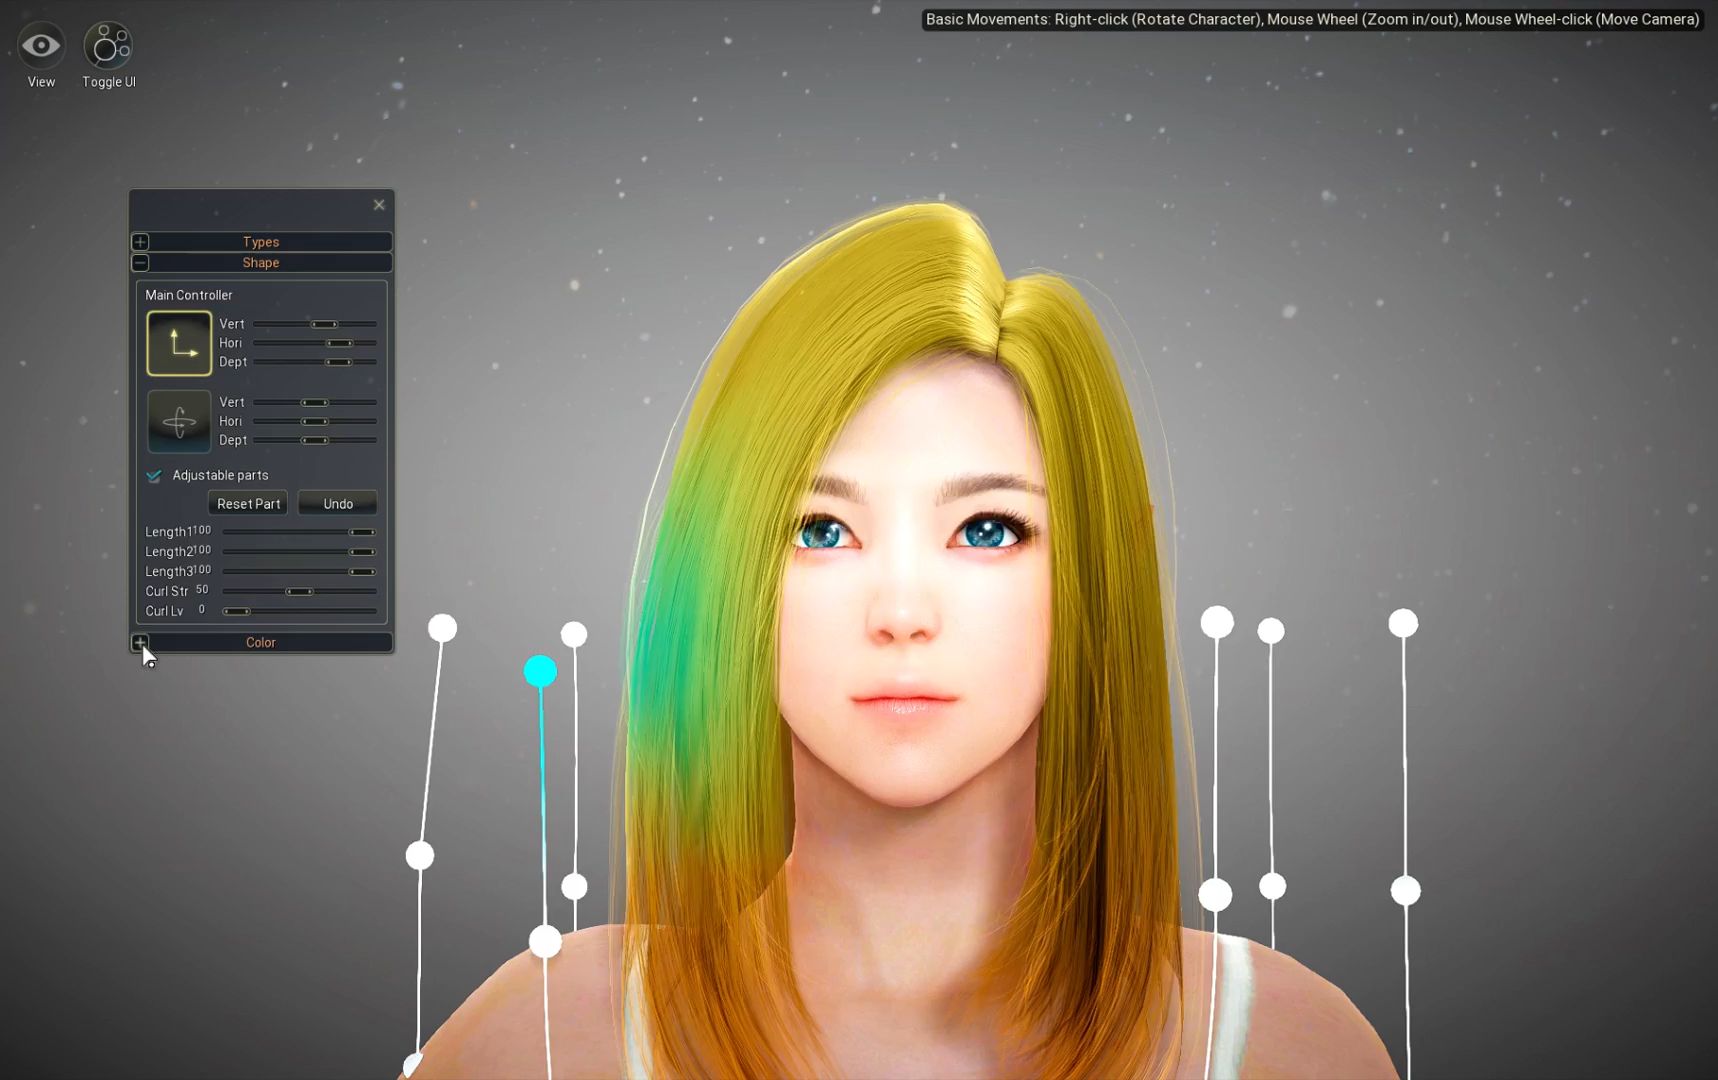 Basic Movements: Right-click (Rotate Character), Mouse Wheel (Zoom in/out), Mouse Wheel-click (Move Camera)
View
Toggle UI
Types
Shape
Main Controller
Vert
Hori
Dept
Vert
Hori
Dept
Adjustable parts
Reset Part
Undo
Length1 100
Length2 100
Length3 100
Curl Str 50
Curl Lv 0
Color